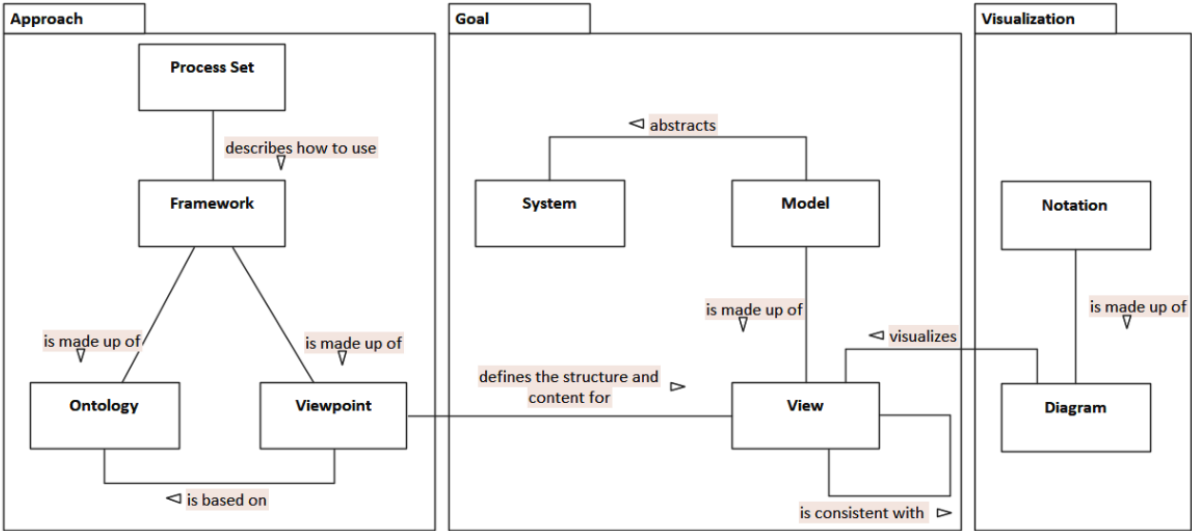 Approach
Process Set
describes how to use
Framework
is made up of
is made up of
Ontology
Viewpoint
is based on
Goal
abstracts
System
Model
is made up of
defines the structure and
content for
View
is consistent with
Visualization
Notation
is made up of
visualizes
Diagram